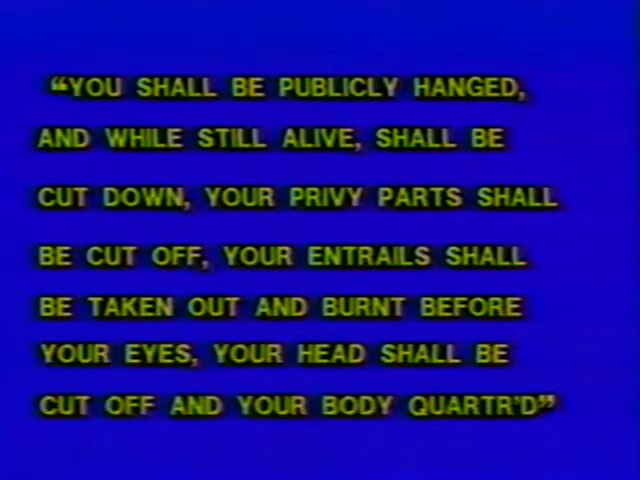 “YOU SHALL BE PUBLICLY HANGED,
AND WHILE STILL ALIVE, SHALL BE
CUT DOWN, YOUR PRIVY PARTS SHALL
BE CUT OFF, YOUR ENTRAILS SHALL
BE TAKEN OUT AND BURNT BEFORE
YOUR EYES, YOUR HEAD SHALL BE
CUT OFF AND YOUR BODY QUARTR'D”